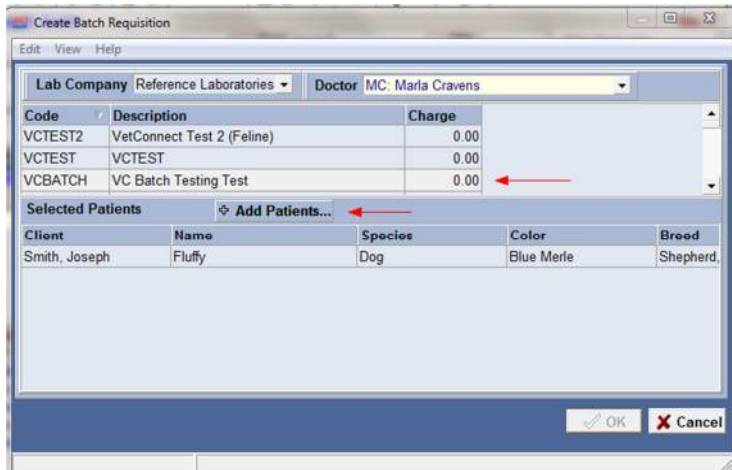 Create Batch Requisition
Edit View Help
Lab Company Reference Laboratories Doctor MC: Marla Cravens
Code Description Charge
VCTEST2 VetConnect Test 2 (Feline) 0.00
VCTEST VCTEST 0.00
VCBATCH VC Batch Testing Test 0.00
Selected Patients Add Patients...
Client Name Species Color Breed
Smith, Joseph Fluffy Dog Blue Merle Shepherd,
OK Cancel